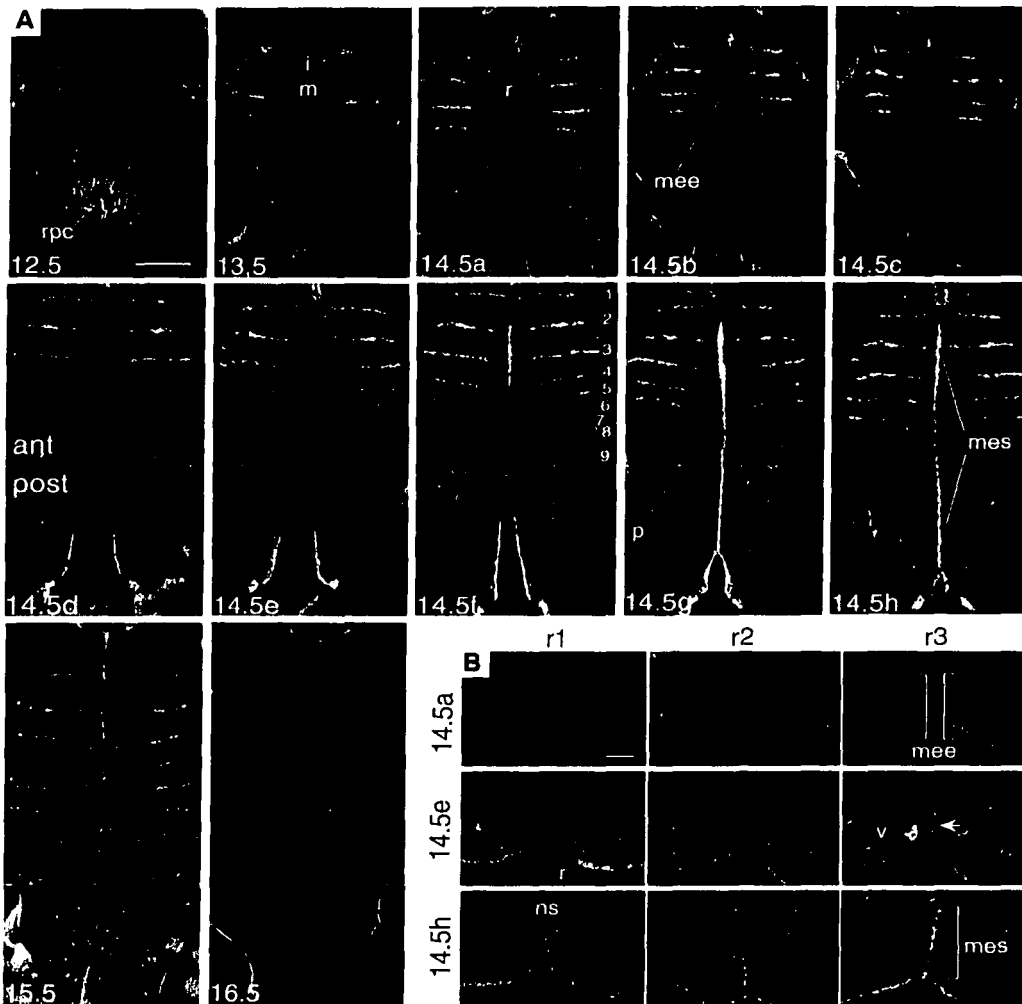 A
i
m
r
mee
rpc
12.5
13.5
14.5a
14.5b
14.5c
1
2
3
4
5
6
7
8
9
ant
post
mes
p
14.5d
14.5e
14.5f
14.5g
14.5h
r1
r2
r3
B
14.5a
mee
14.5e
v
r
14.5h
ns
mes
15.5
16.5